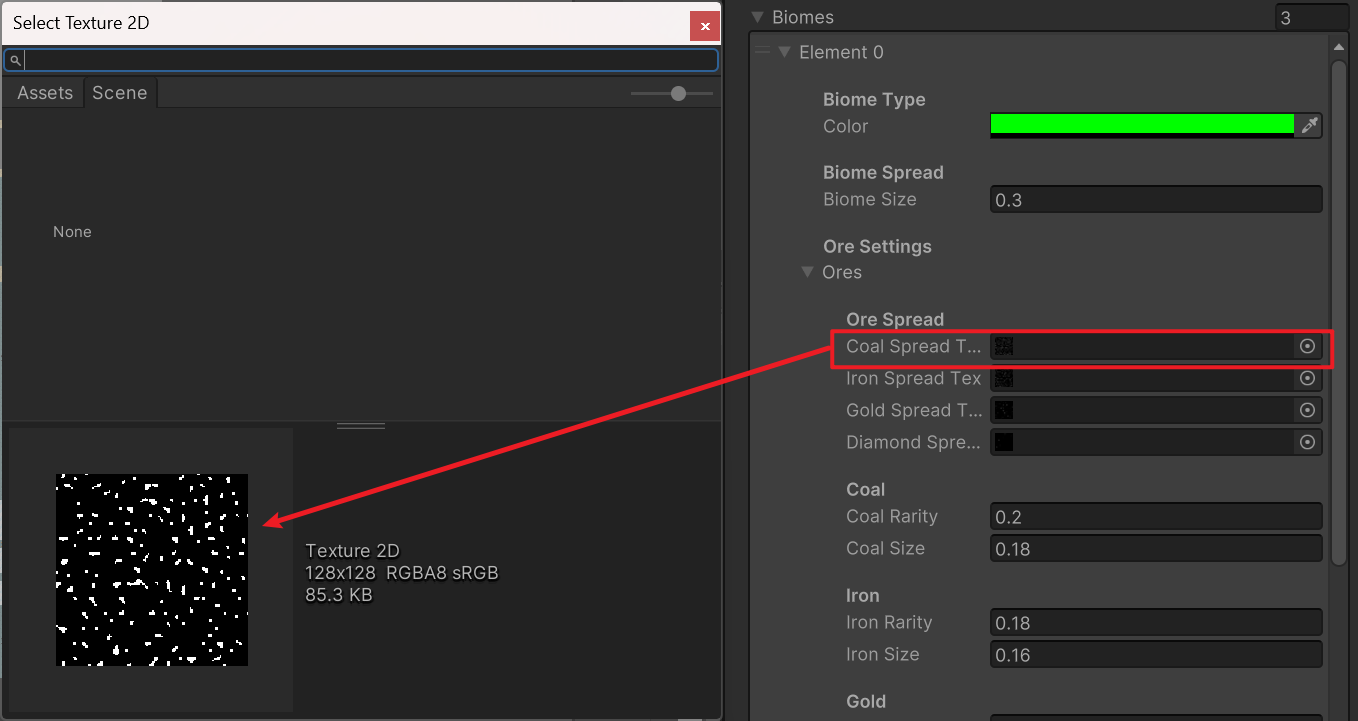 Select Texture 2D
Assets
Scene
None
Texture 2D
128x128 RGBA8 sRGB
85.3 KB
Biomes
3
Element 0
Biome Type
Color
Biome Spread
Biome Size
0.3
Ore Settings
Ores
Ore Spread
Coal Spread T...
Iron Spread Tex
Gold Spread T...
Diamond Spre...
Coal
Coal Rarity
0.2
Coal Size
0.18
Iron
Iron Rarity
0.18
Iron Size
0.16
Gold